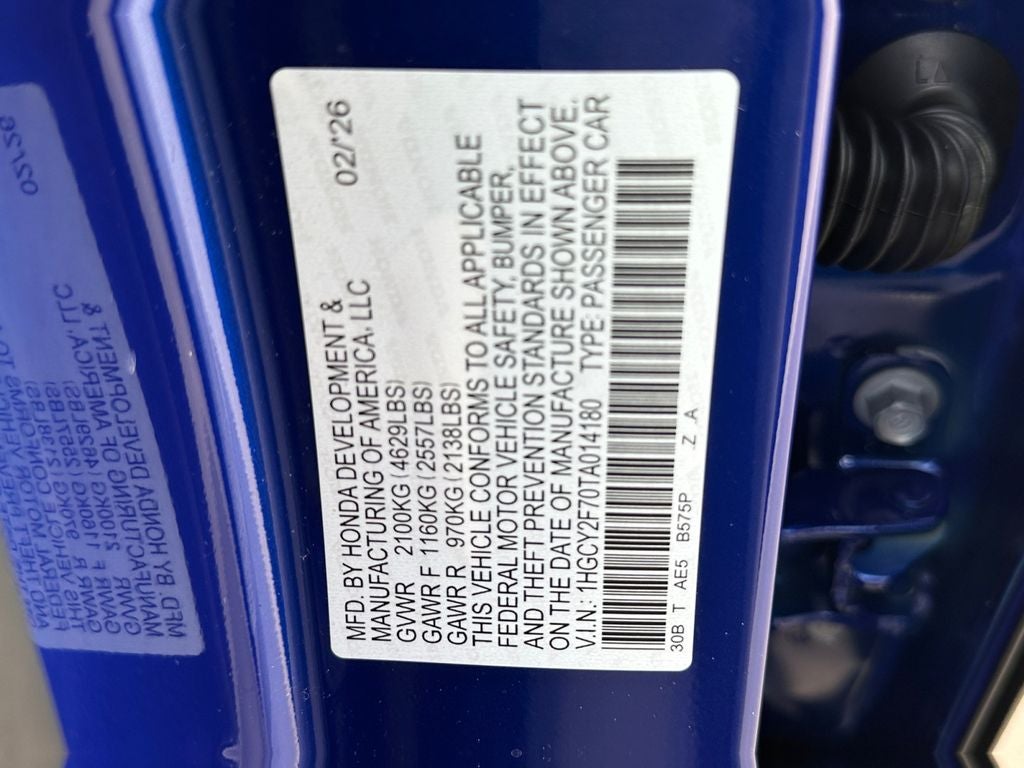 MFD. BY HONDA DEVELOPMENT & 02/'26
MANUFACTURING OF AMERICA, LLC
GVWR 2100KG (4629LBS)
GAWR F 1160KG (2557LBS)
GAWR R 970KG (2138LBS)
THIS VEHICLE CONFORMS TO ALL APPLICABLE
FEDERAL MOTOR VEHICLE SAFETY, BUMPER,
AND THEFT PREVENTION STANDARDS IN EFFECT
ON THE DATE OF MANUFACTURE SHOWN ABOVE.
V.I.N.: 1HGCY2F70TA014180 TYPE: PASSENGER CAR
30B T AE5 B575P Z A